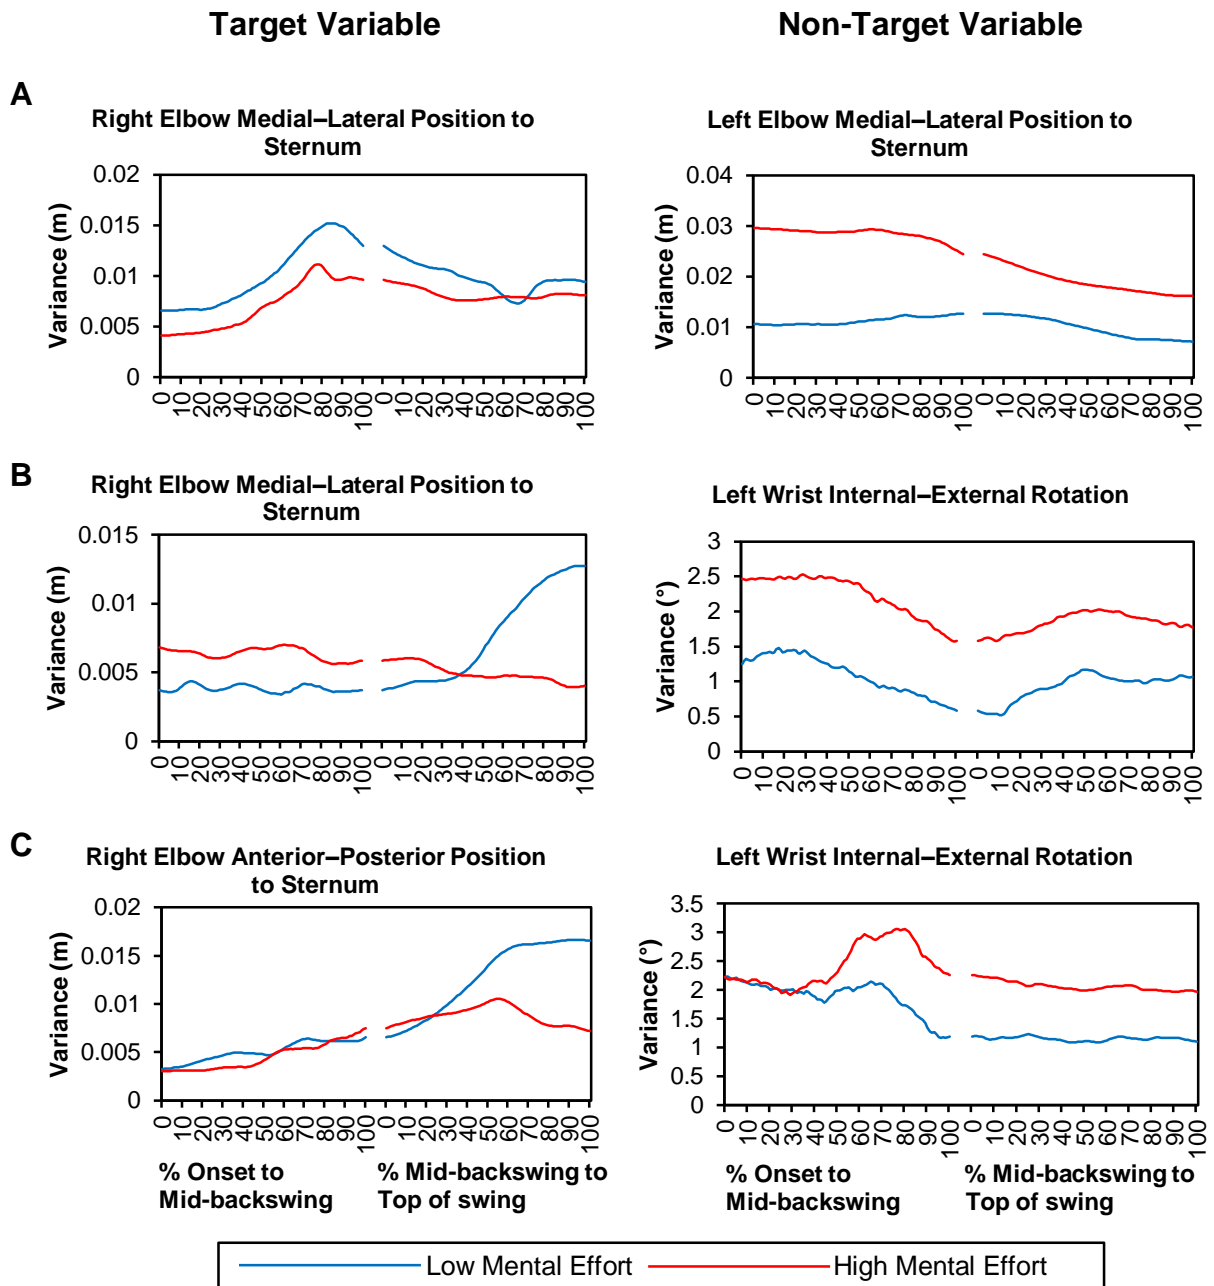 Target Variable
Non-Target Variable
A
Right Elbow Medial–Lateral Position to
Sternum
0.02
0.015
0.01
0.005
0
Variance (m)
0 10 20 30 40 50 60 70 80 90 100 0 10 20 30 40 50 60 70 80 90 100
Left Elbow Medial–Lateral Position to
Sternum
0.04
0.03
0.02
0.01
0
Variance (m)
0 10 20 30 40 50 60 70 80 90 100 0 10 20 30 40 50 60 70 80 90 100
B
Right Elbow Medial–Lateral Position to
Sternum
0.015
0.01
0.005
0
Variance (m)
0 10 20 30 40 50 60 70 80 90 100 0 10 20 30 40 50 60 70 80 90 100
Left Wrist Internal–External Rotation
3
2.5
2
1.5
1
0.5
0
Variance (°)
0 10 20 30 40 50 60 70 80 90 100 0 10 20 30 40 50 60 70 80 90 100
C
Right Elbow Anterior–Posterior Position
to Sternum
0.02
0.015
0.01
0.005
0
Variance (m)
0 10 20 30 40 50 60 70 80 90 100 0 10 20 30 40 50 60 70 80 90 100
% Onset to
Mid-backswing
% Mid-backswing to
Top of swing
Left Wrist Internal–External Rotation
3.5
3
2.5
2
1.5
1
0.5
0
Variance (°)
0 10 20 30 40 50 60 70 80 90 100 0 10 20 30 40 50 60 70 80 90 100
% Onset to
Mid-backswing
% Mid-backswing to
Top of swing
Low Mental Effort
High Mental Effort